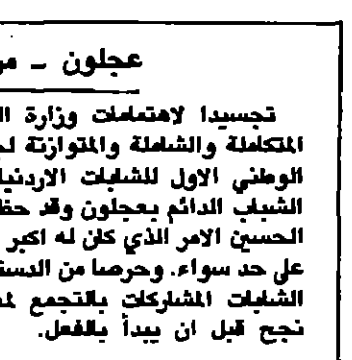 عجلون - مر
تجسيدا لاهتمامات وزارة ال
المتكاملة والشاملة والمتوازنة لج
الوطني الاول للشابات الاردنيا
الشباب الدائم بعجلون وقد حظ
الحسين الامر الذي كان له اكبر
على حد سواء. وحرصا من الدستو
الشابات المشاركات بالتجمع لم
نجح قبل ان يبدأ بالفعل.